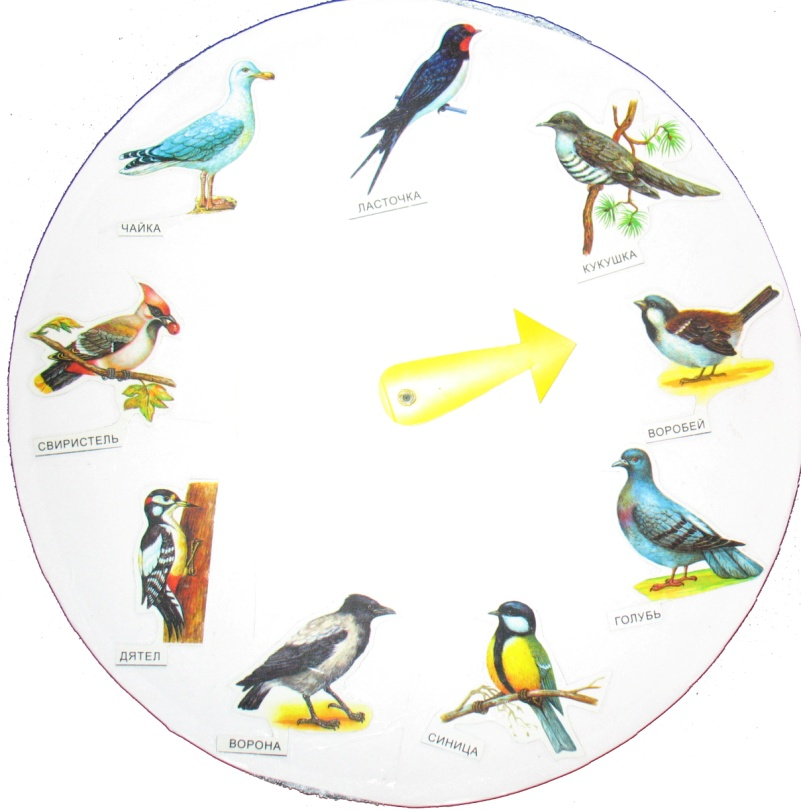 ЛАСТОЧКА
ЧАЙКА
КУКУШКА
ВОРОБЕЙ
СВИРИСТЕЛЬ
ГОЛУБЬ
ДЯТЕЛ
СИНИЦА
ВОРОНА